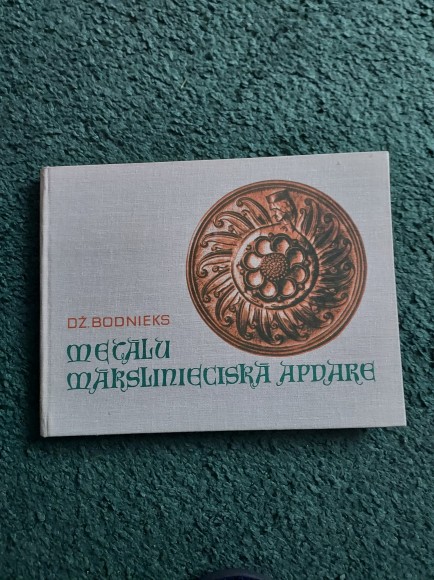 DŽ. BODNIEKS
METĀLU
MĀKSLINIECISKĀ APDARE